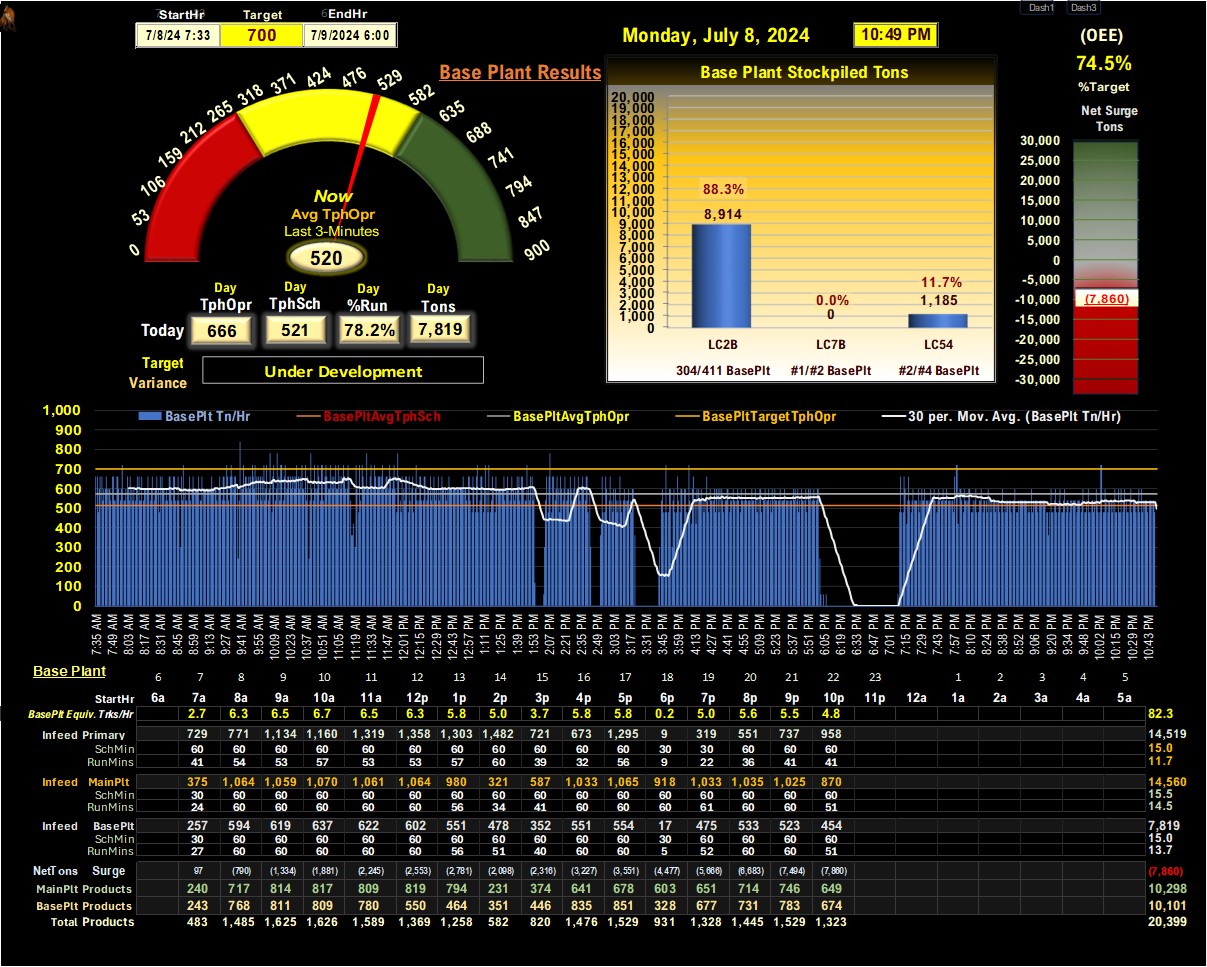 StartHr Target EndHr
7/8/24 7:33 700 7/9/2024 6:00
Monday, July 8, 2024 10:49 PM
Dash1 Dash3
(OEE)
74.5%
%Target
Net Surge
Tons
30,000
25,000
20,000
15,000
10,000
5,000
0
-5,000
-10,000
-15,000
-20,000
-25,000
-30,000
(7,860)
Base Plant Results
0 53 106 159 212 265 318 371 424 476 529 582 635 688 741 794 847 900
Now
Avg TphOpr
Last 3-Minutes
520
Day Day Day Day
TphOpr TphSch %Run Tons
Today 666 521 78.2% 7,819
Target
Variance
Under Development
Base Plant Stockpiled Tons
20,000
19,000
18,000
17,000
16,000
15,000
14,000
13,000
12,000
11,000
10,000
9,000
8,000
7,000
6,000
5,000
4,000
3,000
2,000
1,000
0
88.3%
8,914
0.0%
0
11.7%
1,185
LC2B LC7B LC54
304/411 BasePlt #1/#2 BasePlt #2/#4 BasePlt
BasePlt Tn/Hr BasePltAvgTphSch BasePltAvgTphOpr BasePltTargetTphOpr 30 per. Mov. Avg. (BasePlt Tn/Hr)
1,000
900
800
700
600
500
400
300
200
100
0
7:35 AM 7:49 AM 8:03 AM 8:17 AM 8:31 AM 8:45 AM 8:59 AM 9:13 AM 9:27 AM 9:41 AM 9:55 AM 10:09 AM 10:23 AM 10:37 AM 10:51 AM 11:05 AM 11:19 AM 11:33 AM 11:47 AM 12:01 PM 12:15 PM 12:29 PM 12:43 PM 12:57 PM 1:11 PM 1:25 PM 1:39 PM 1:53 PM 2:07 PM 2:21 PM 2:35 PM 2:49 PM 3:03 PM 3:17 PM 3:31 PM 3:45 PM 3:59 PM 4:13 PM 4:27 PM 4:41 PM 4:55 PM 5:09 PM 5:23 PM 5:37 PM 5:51 PM 6:05 PM 6:19 PM 6:33 PM 6:47 PM 7:01 PM 7:15 PM 7:29 PM 7:43 PM 7:57 PM 8:10 PM 8:24 PM 8:38 PM 8:52 PM 9:06 PM 9:20 PM 9:34 PM 9:48 PM 10:02 PM 10:15 PM 10:29 PM 10:43 PM
Base Plant 6 7 8 9 10 11 12 13 14 15 16 17 18 19 20 21 22 23 1 2 3 4 5
StartHr 6a 7a 8a 9a 10a 11a 12p 1p 2p 3p 4p 5p 6p 7p 8p 9p 10p 11p 12a 1a 2a 3a 4a 5a
BasePlt Equiv. Trks/Hr 2.7 6.3 6.5 6.7 6.5 6.3 5.8 5.0 3.7 5.8 5.8 0.2 5.0 5.6 5.5 4.8 82.3
Infeed Primary 729 771 1,134 1,160 1,319 1,358 1,303 1,482 721 673 1,295 9 319 551 737 958 14,519
SchMin 60 60 60 60 60 60 60 60 60 60 60 30 30 60 60 60 15.0
RunMins 41 54 53 57 53 53 57 60 39 32 56 9 22 36 41 41 11.7
Infeed MainPlt 375 1,064 1,059 1,070 1,061 1,064 980 321 587 1,033 1,065 918 1,033 1,035 1,025 870 14,560
SchMin 30 60 60 60 60 60 60 60 60 60 60 60 60 60 60 60 15.5
RunMins 24 60 60 60 60 60 56 34 41 60 60 60 61 60 60 51 14.5
Infeed BasePlt 257 594 619 637 622 602 551 478 352 551 554 17 475 533 523 454 7,819
SchMin 30 60 60 60 60 60 60 60 60 60 60 30 60 60 60 60 15.0
RunMins 27 60 60 60 60 60 56 51 40 60 60 5 52 60 60 51 13.7
NetTons Surge 97 (790) (1,334) (1,881) (2,245) (2,553) (2,781) (2,098) (2,316) (3,227) (3,551) (4,477) (5,666) (6,683) (7,494) (7,860) (7,860)
MainPlt Products 240 717 814 817 809 819 794 231 374 641 678 603 651 714 746 649 10,298
BasePlt Products 243 768 811 809 780 550 464 351 446 835 851 328 677 731 783 674 10,101
Total Products 483 1,485 1,625 1,626 1,589 1,369 1,258 582 820 1,476 1,529 931 1,328 1,445 1,529 1,323 20,399